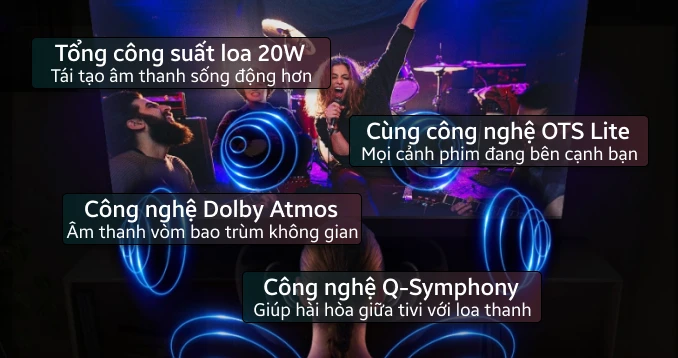 Tổng công suất loa 20W
Tái tạo âm thanh sống động hơn
Cùng công nghệ OTS Lite
Mọi cảnh phim đang bên cạnh bạn
Công nghệ Dolby Atmos
Âm thanh vòm bao trùm không gian
Công nghệ Q-Symphony
Giúp hài hòa giữa tivi với loa thanh